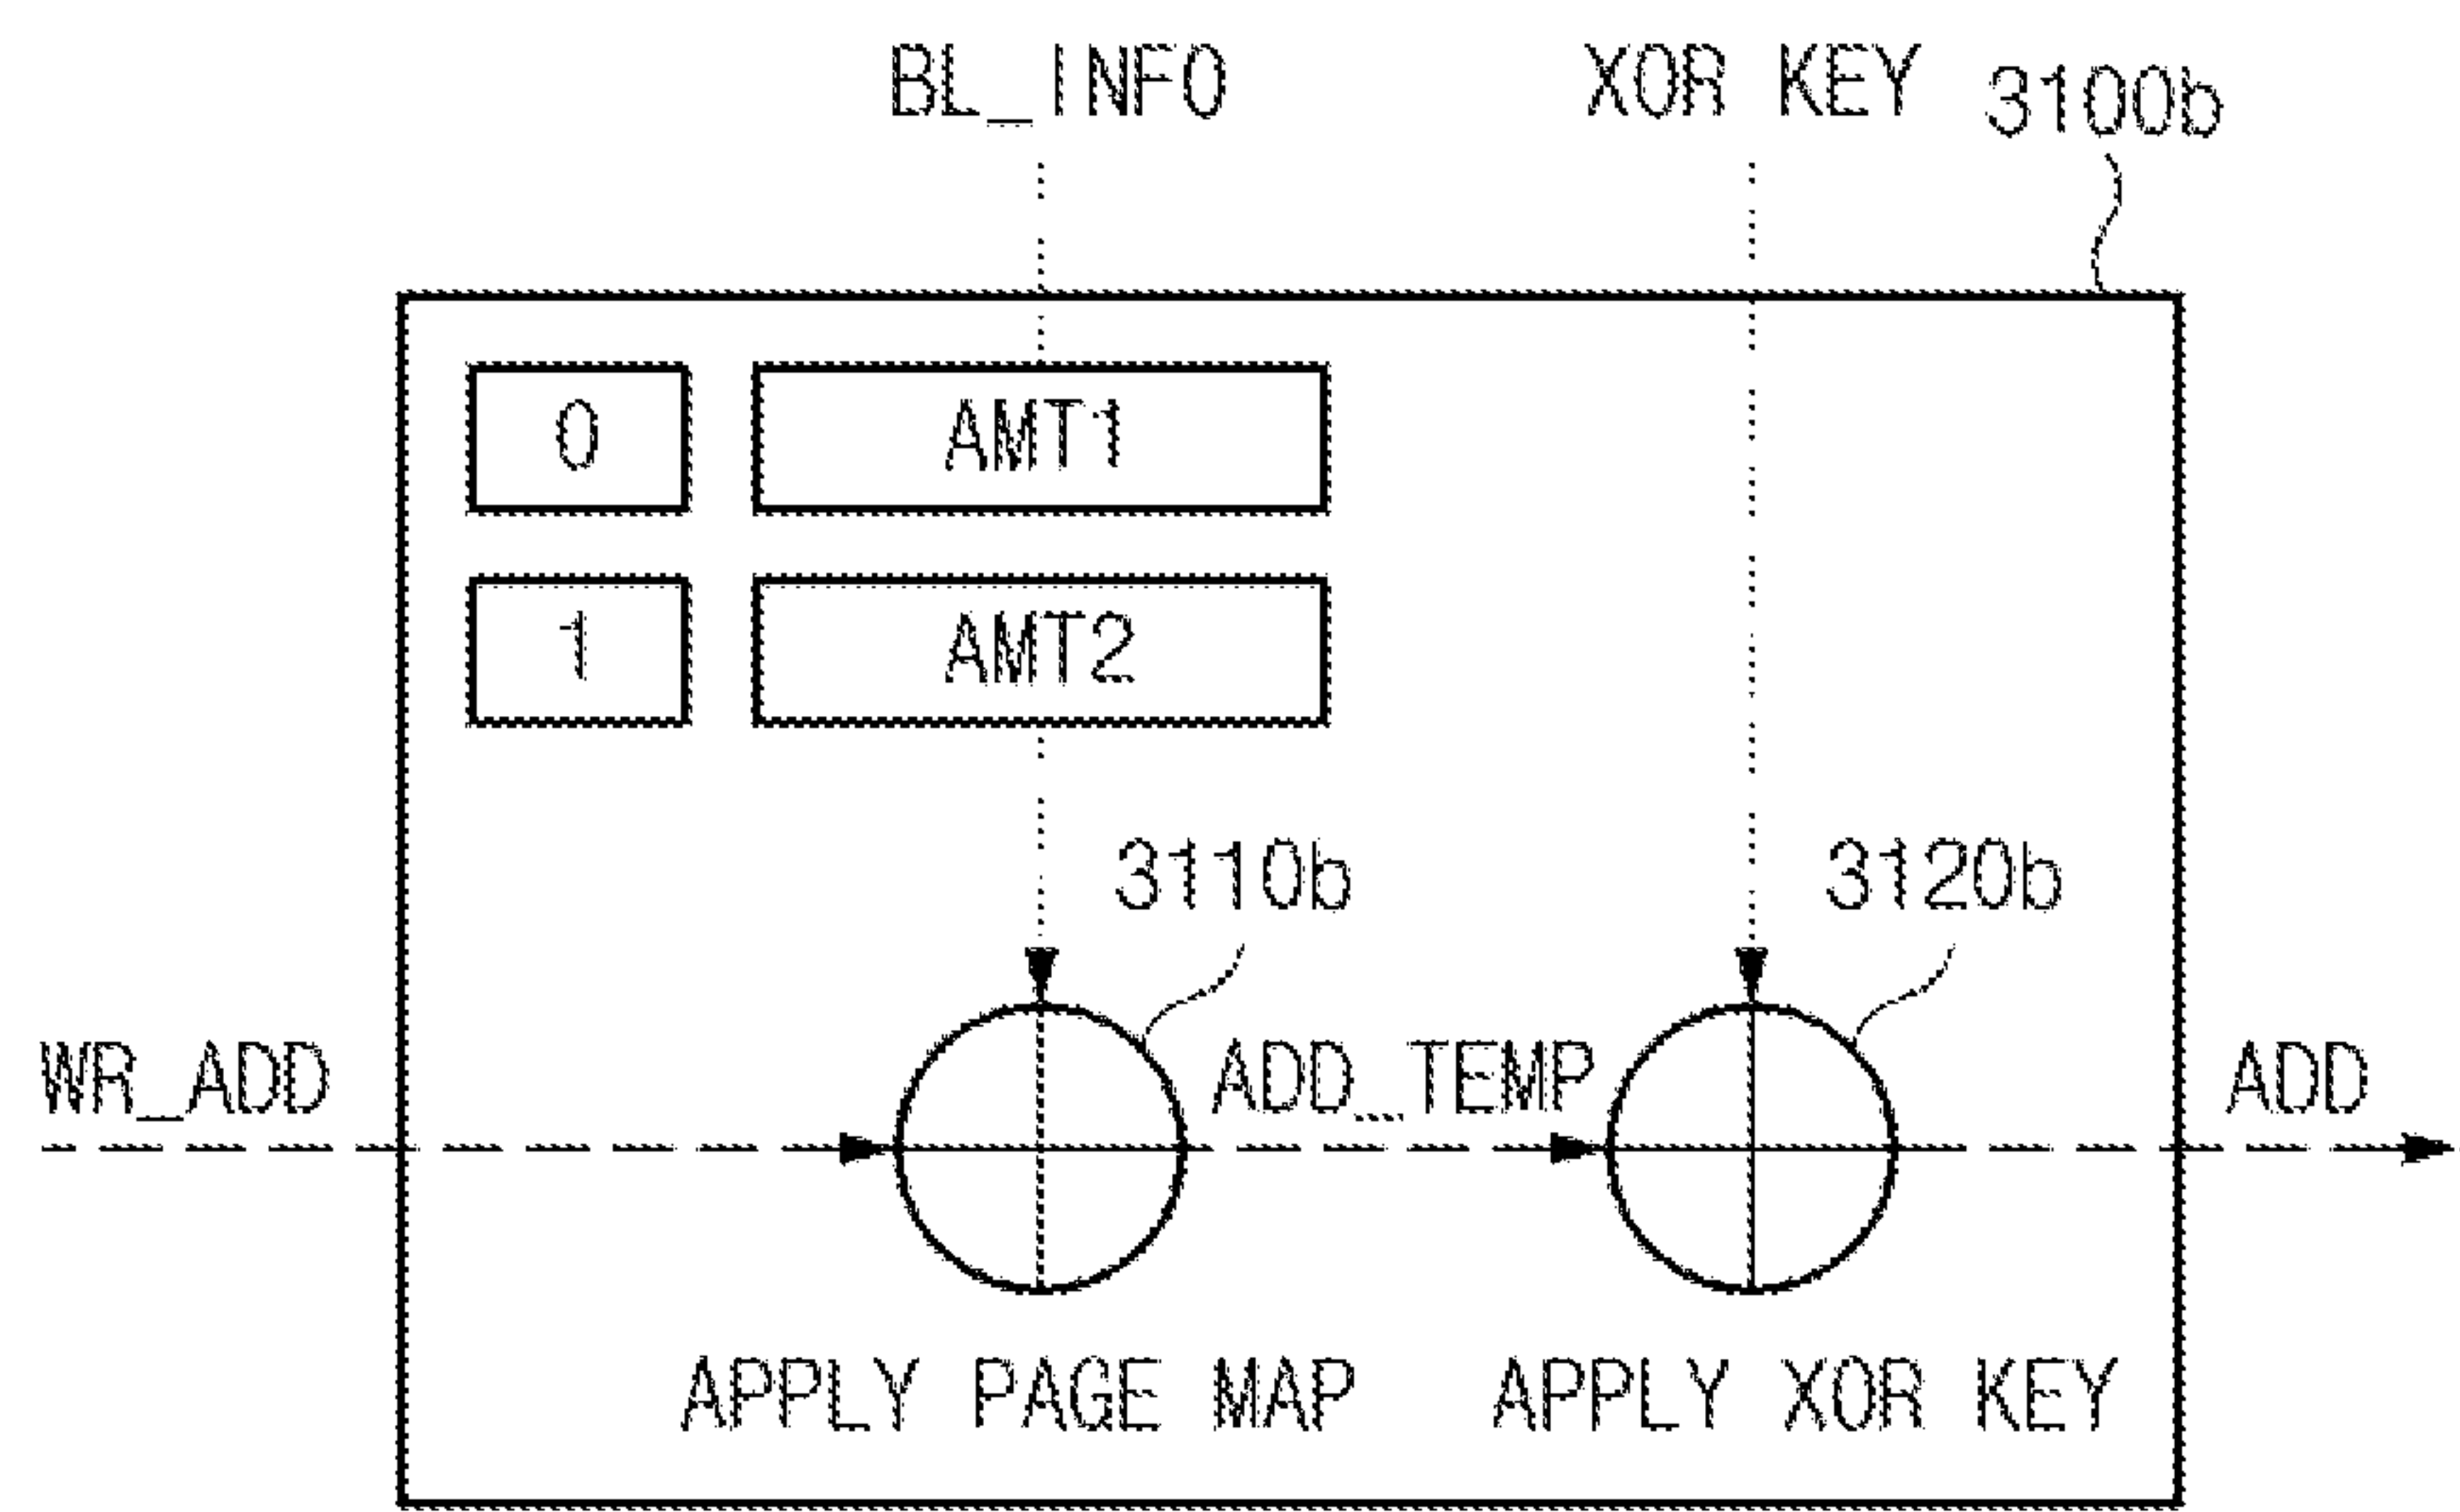 BL_INFO XOR KEY 3100b
0 AMT1
1 AMT2
3110b 3120b
WR_ADD ADD_TEMP ADD
APPLY PAGE MAP APPLY XOR KEY